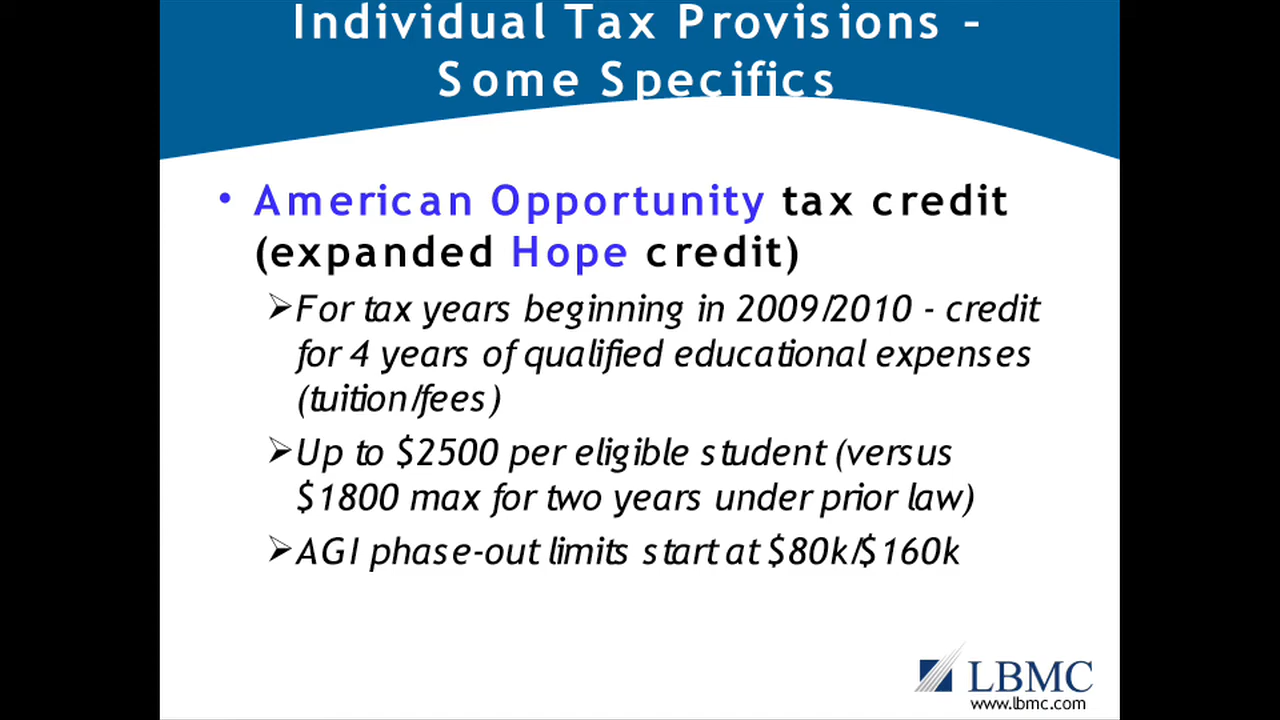 Individual Tax Provisions –
Some Specifics
• American Opportunity tax credit
(expanded Hope credit)
➢For tax years beginning in 2009/2010 - credit
for 4 years of qualified educational expenses
(tuition/fees)
➢Up to $2500 per eligible student (versus
$1800 max for two years under prior law)
➢AGI phase-out limits start at $80k/$160k
LBMC
www.lbmc.com